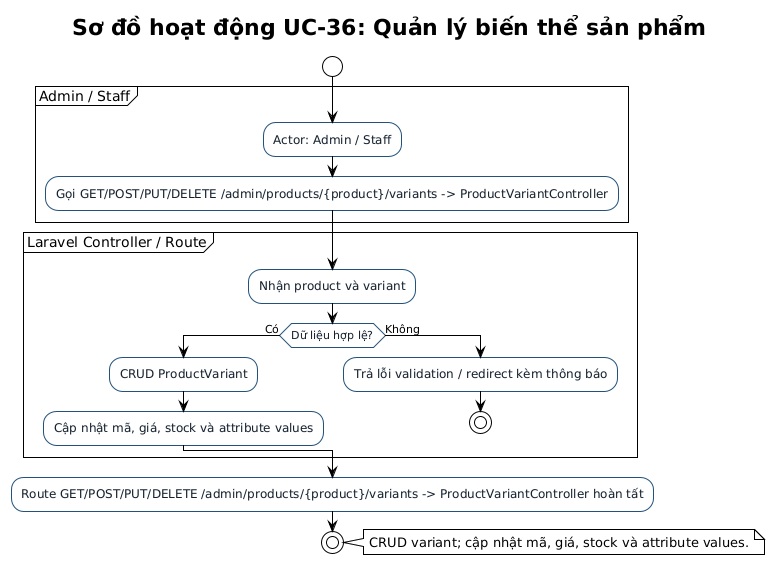 Sơ đồ hoạt động UC-36: Quản lý biến thể sản phẩm
Admin / Staff
Actor: Admin / Staff
Gọi GET/POST/PUT/DELETE /admin/products/{product}/variants -> ProductVariantController
Laravel Controller / Route
Nhận product và variant
Dữ liệu hợp lệ?
Có
Không
CRUD ProductVariant
Trả lỗi validation / redirect kèm thông báo
Cập nhật mã, giá, stock và attribute values
Route GET/POST/PUT/DELETE /admin/products/{product}/variants -> ProductVariantController hoàn tất
CRUD variant; cập nhật mã, giá, stock và attribute values.